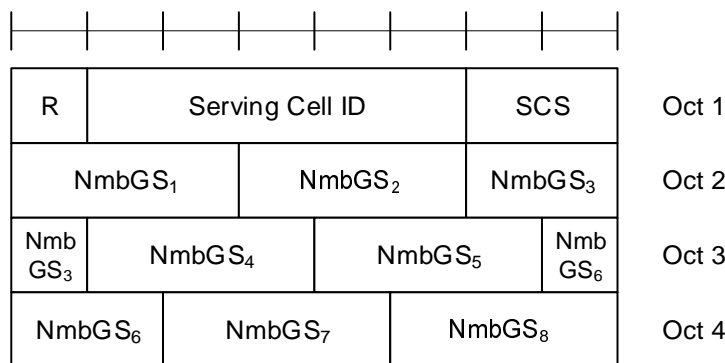 R Serving Cell ID SCS Oct 1
NmbGS₁ NmbGS₂ NmbGS₃ Oct 2
Nmb GS₃ NmbGS₄ NmbGS₅ Nmb GS₆ Oct 3
NmbGS₆ NmbGS₇ NmbGS₈ Oct 4